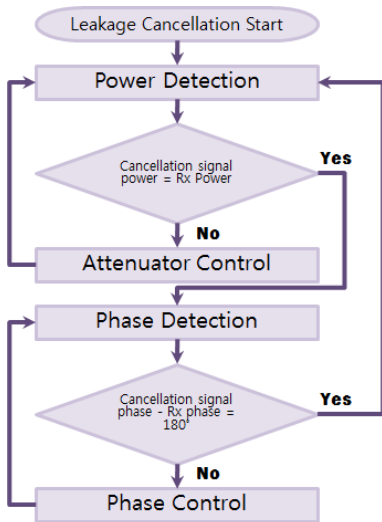 Leakage Cancellation Start
Power Detection
Cancellation signal
power = Rx Power
Yes
No
Attenuator Control
Phase Detection
Cancellation signal
phase - Rx phase =
180°
Yes
No
Phase Control